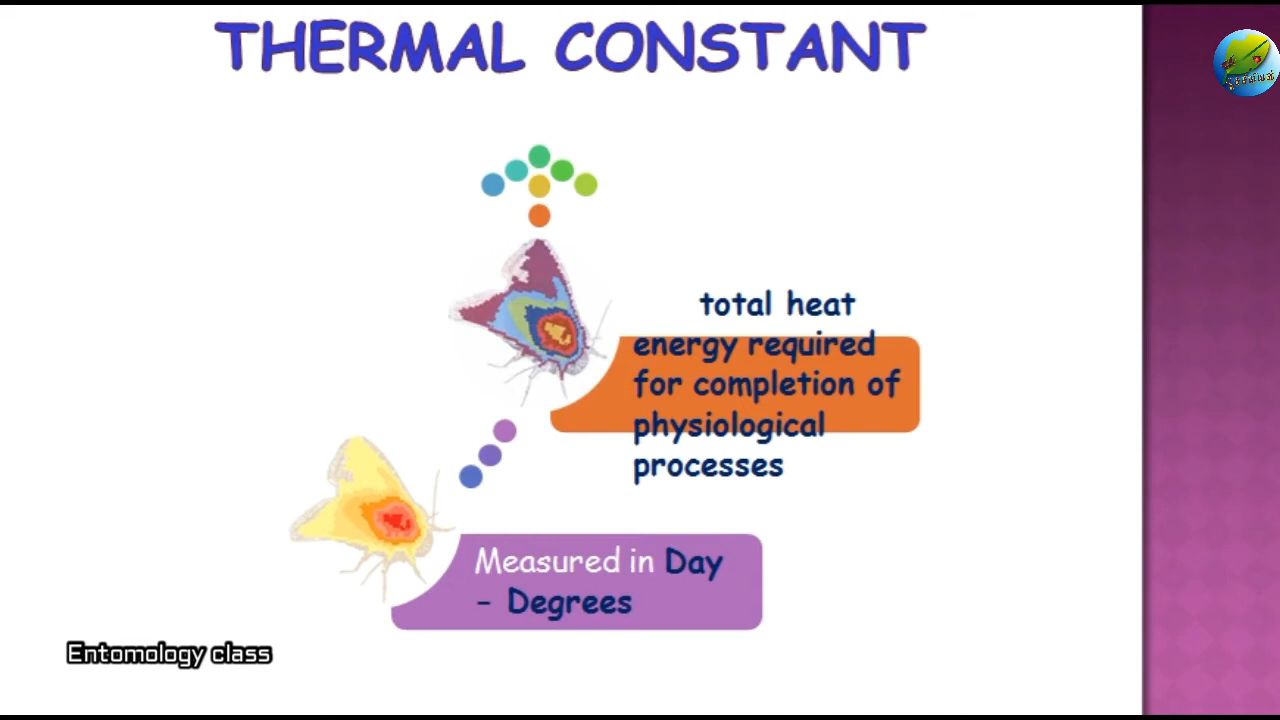 THERMAL CONSTANT
total heat
energy required
for completion of
physiological
processes
Measured in Day
- Degrees
Entomology class